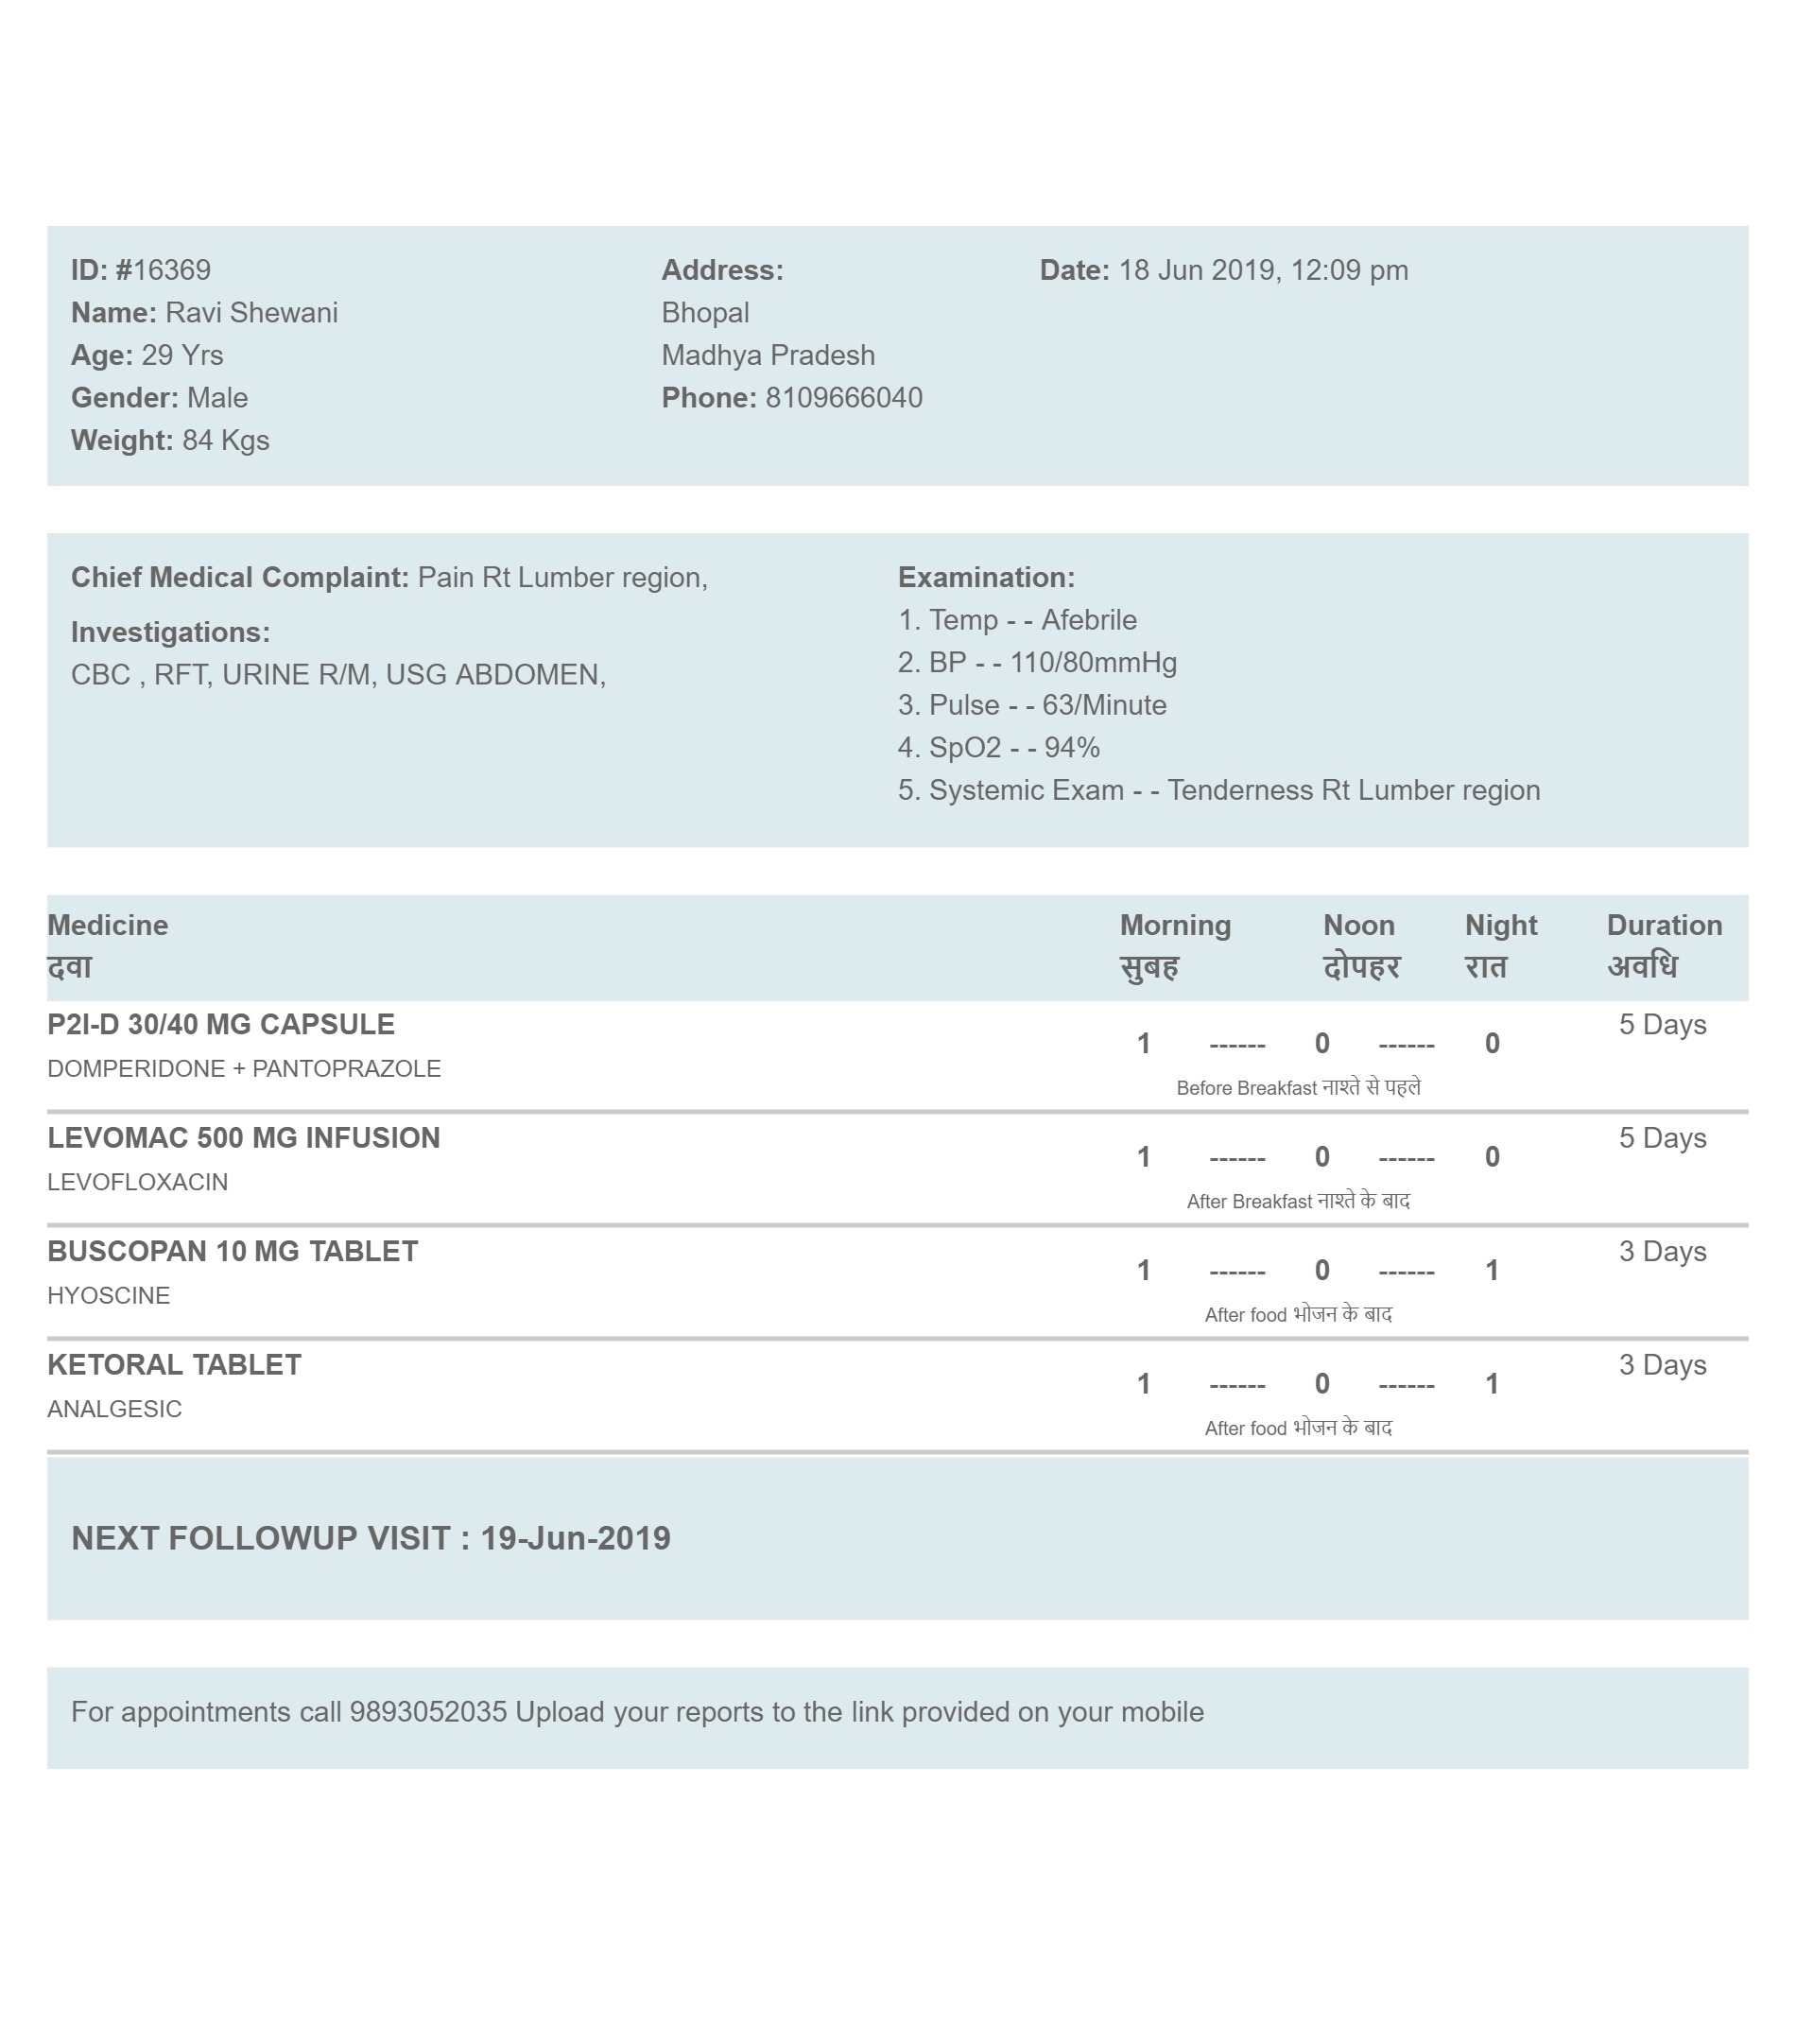 ID: #16369
Name: Ravi Shewani
Age: 29 Yrs
Gender: Male
Weight: 84 Kgs
Address:
Bhopal
Madhya Pradesh
Phone: 8109666040
Date: 18 Jun 2019, 12:09 pm
Chief Medical Complaint: Pain Rt Lumber region,
Investigations:
CBC , RFT, URINE R/M, USG ABDOMEN,
Examination:
1. Temp - - Afebrile
2. BP - - 110/80mmHg
3. Pulse - - 63/Minute
4. SpO2 - - 94%
5. Systemic Exam - - Tenderness Rt Lumber region
Medicine Morning Noon Night Duration
दवा सुबह दोपहर रात अवधि
P2I-D 30/40 MG CAPSULE 1 ------ 0 ------ 0 5 Days
DOMPERIDONE + PANTOPRAZOLE
Before Breakfast नाश्ते से पहले
LEVOMAC 500 MG INFUSION 1 ------ 0 ------ 0 5 Days
LEVOFLOXACIN
After Breakfast नाश्ते के बाद
BUSCOPAN 10 MG TABLET 1 ------ 0 ------ 1 3 Days
HYOSCINE
After food भोजन के बाद
KETORAL TABLET 1 ------ 0 ------ 1 3 Days
ANALGESIC
After food भोजन के बाद
NEXT FOLLOWUP VISIT : 19-Jun-2019
For appointments call 9893052035 Upload your reports to the link provided on your mobile